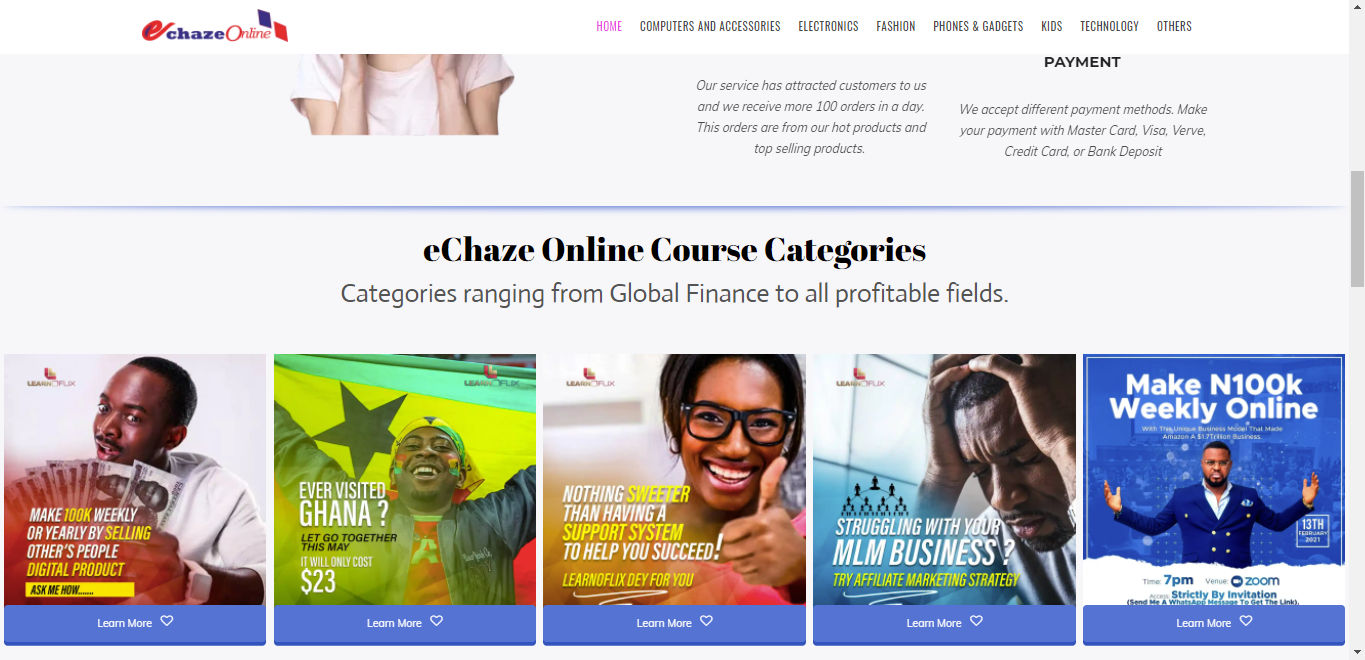 eChazeOnline
HOME COMPUTERS AND ACCESSORIES ELECTRONICS FASHION PHONES & GADGETS KIDS TECHNOLOGY OTHERS
Our service has attracted customers to us
and we receive more 100 orders in a day.
This orders are from our hot products and
top selling products.
PAYMENT
We accept different payment methods. Make
your payment with Master Card, Visa, Verve,
Credit Card, or Bank Deposit
eChaze Online Course Categories
Categories ranging from Global Finance to all profitable fields.
LEARNOFLIX
MAKE 100K WEEKLY
OR YEARLY BY SELLING
OTHER'S PEOPLE
DIGITAL PRODUCT
ASK ME HOW.......
Learn More
LEARNOFLIX
EVER VISITED
GHANA ?
LET GO TOGETHER
THIS MAY
IT WILL ONLY COST
$23
Learn More
LEARNOFLIX
NOTHING SWEETER
THAN HAVING A
SUPPORT SYSTEM
TO HELP YOU SUCCEED!
LEARNOFLIX DEY FOR YOU
Learn More
LEARNOFLIX
STRUGGLING WITH YOUR
MLM BUSINESS ?
TRY AFFILIATE MARKETING STRATEGY
Learn More
Make N100k
Weekly Online
With This Unique Business Model That Made
Amazon A $1.7Trillion Business.
13TH
FEBRUARY
2021
Time: 7pm Venue: zoom
Access: Strictly By Invitation
(Send Me A WhatsApp Message To Get The Link).
Learn More